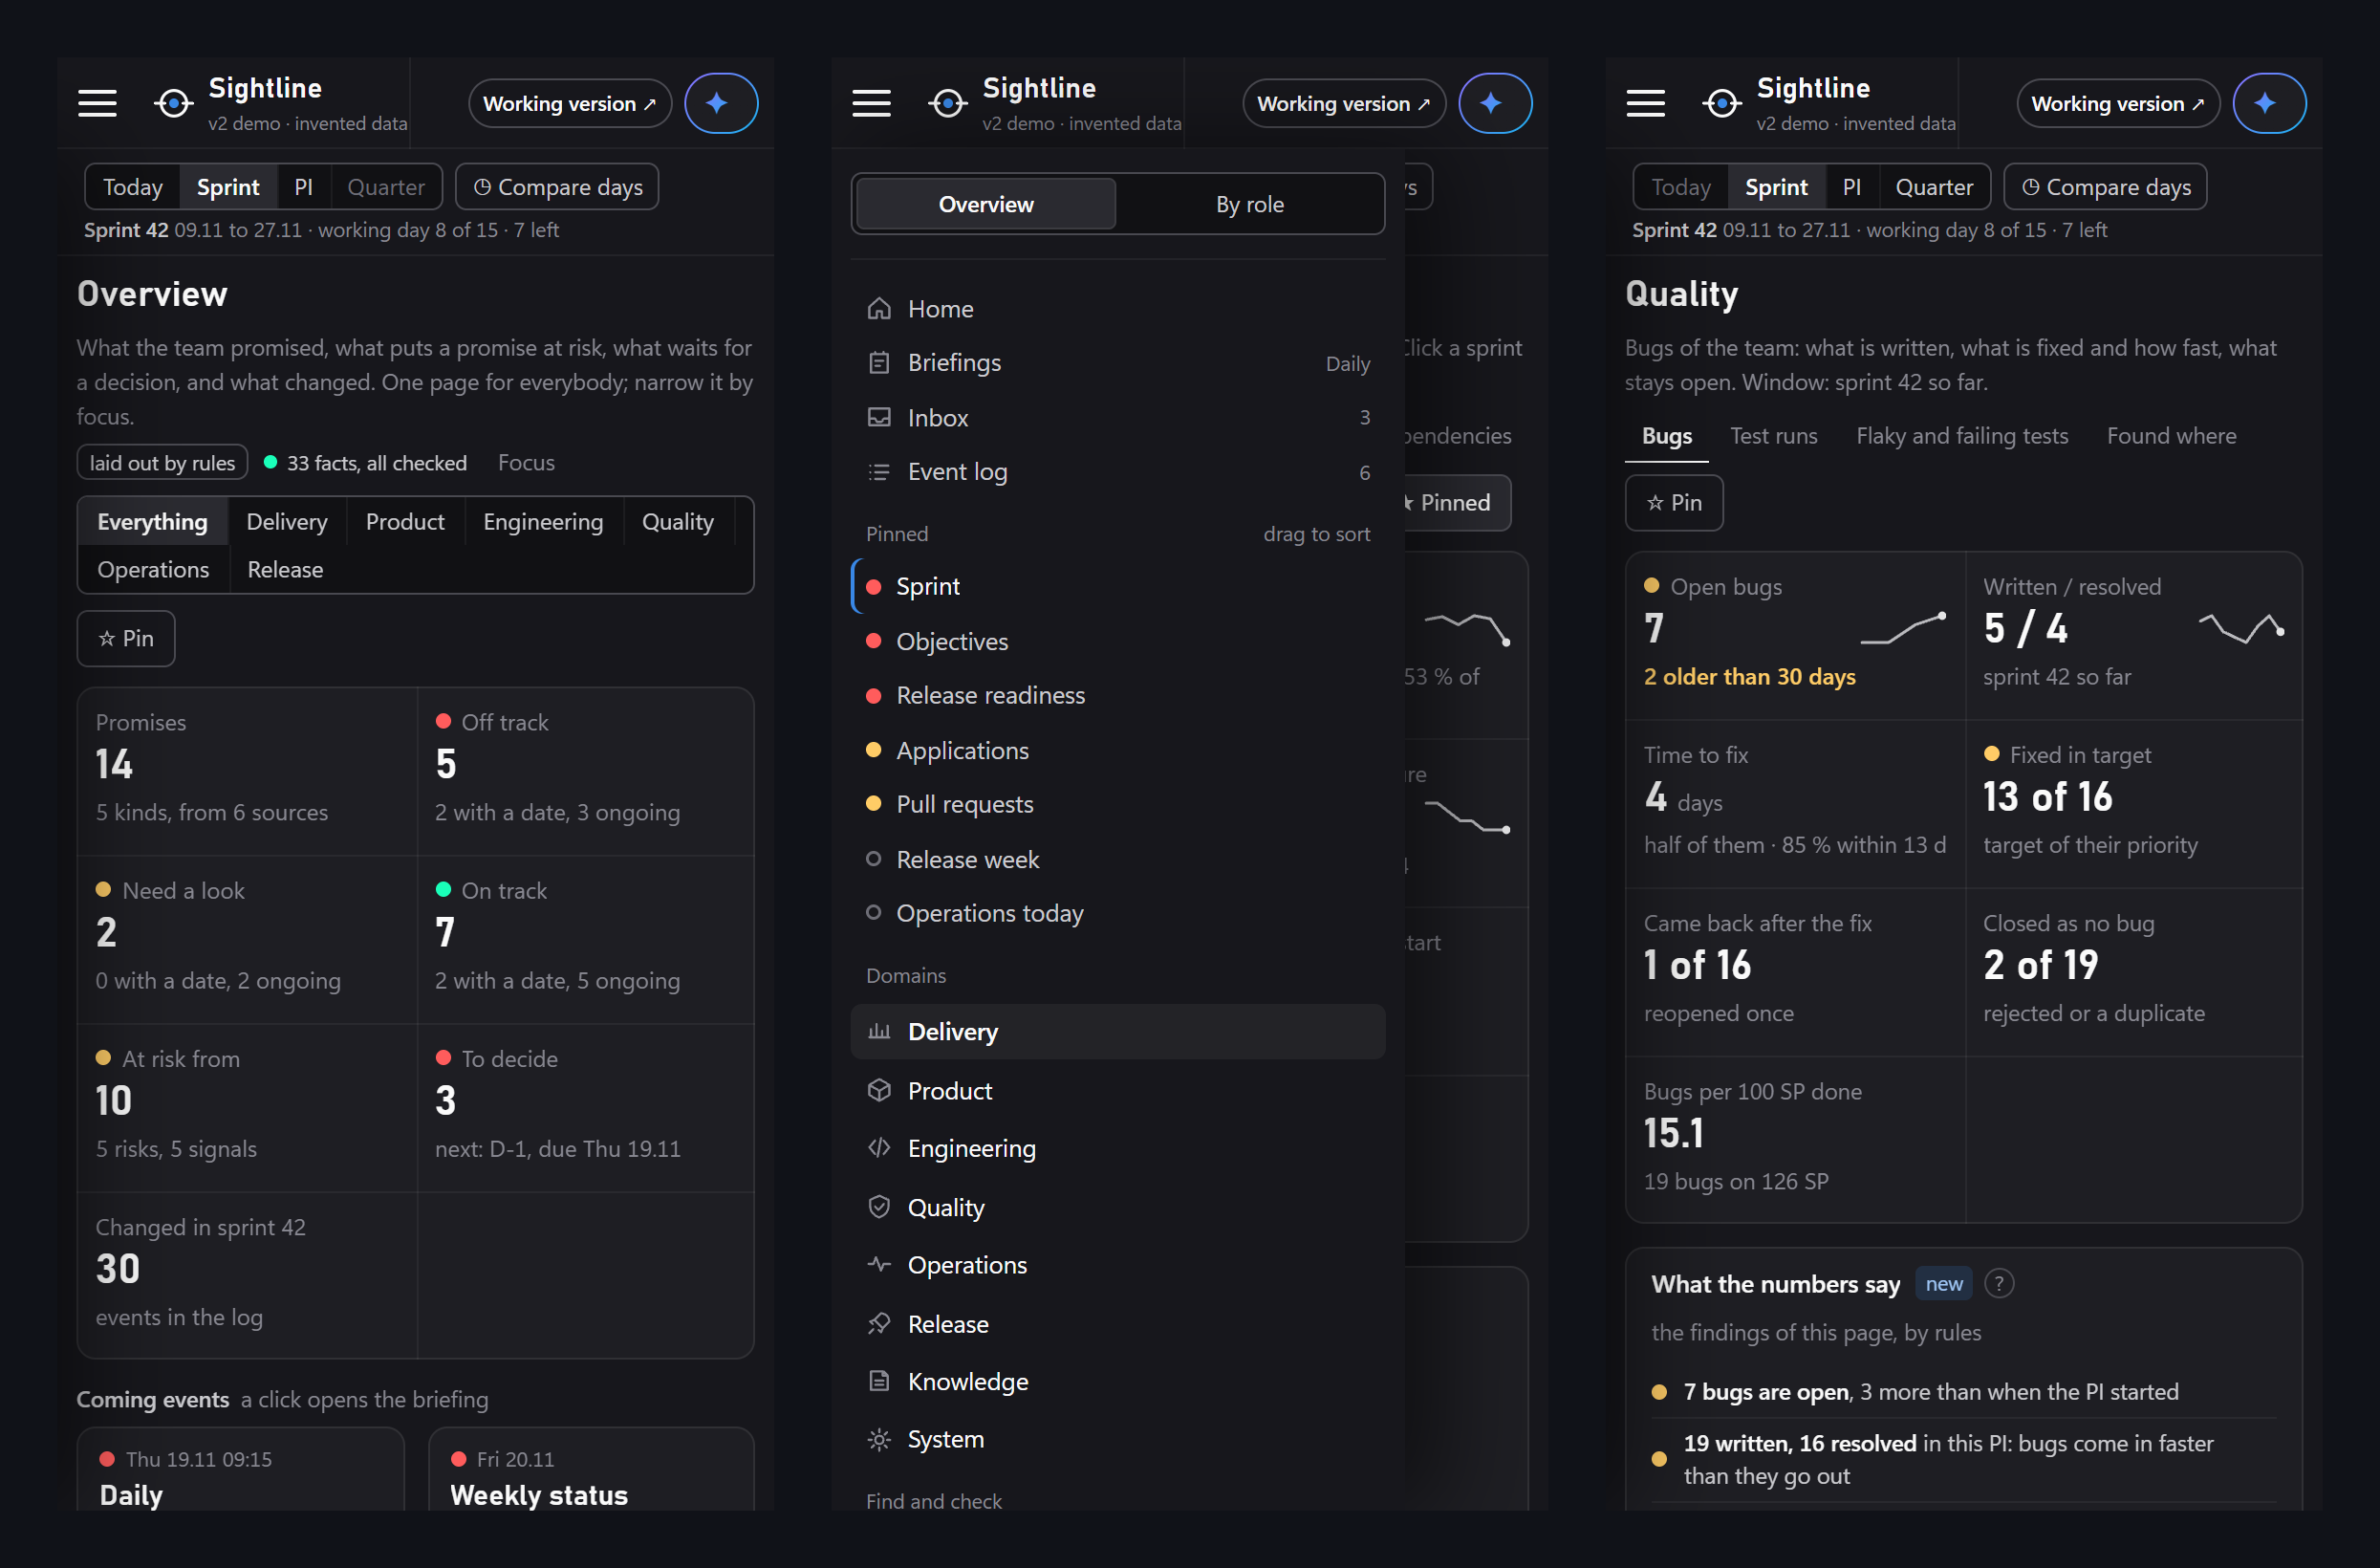 Sightline
v2 demo · invented data
Working version ↗
Today Sprint PI Quarter
Compare days
Sprint 42 09.11 to 27.11 · working day 8 of 15 · 7 left
Overview
What the team promised, what puts a promise at risk, what waits for
a decision, and what changed. One page for everybody; narrow it by
focus.
laid out by rules 33 facts, all checked Focus
Everything Delivery Product Engineering Quality
Operations Release
☆ Pin
Promises
14
5 kinds, from 6 sources
Off track
5
2 with a date, 3 ongoing
Need a look
2
0 with a date, 2 ongoing
On track
7
2 with a date, 5 ongoing
At risk from
10
5 risks, 5 signals
To decide
3
next: D-1, due Thu 19.11
Changed in sprint 42
30
events in the log
Coming events a click opens the briefing
Thu 19.11 09:15
Daily
Fri 20.11
Weekly status
Sightline
v2 demo · invented data
Working version ↗
Overview By role
Home
Briefings Daily
Inbox 3
Event log 6
Pinned drag to sort
Sprint
Objectives
Release readiness
Applications
Pull requests
Release week
Operations today
Domains
Delivery
Product
Engineering
Quality
Operations
Release
Knowledge
System
Find and check
Click a sprint
Pinned
53 % of
Sightline
v2 demo · invented data
Working version ↗
Today Sprint PI Quarter
Compare days
Sprint 42 09.11 to 27.11 · working day 8 of 15 · 7 left
Quality
Bugs of the team: what is written, what is fixed and how fast, what
stays open. Window: sprint 42 so far.
Bugs Test runs Flaky and failing tests Found where
☆ Pin
Open bugs
7
2 older than 30 days
Written / resolved
5 / 4
sprint 42 so far
Time to fix
4 days
half of them · 85 % within 13 d
Fixed in target
13 of 16
target of their priority
Came back after the fix
1 of 16
reopened once
Closed as no bug
2 of 19
rejected or a duplicate
Bugs per 100 SP done
15.1
19 bugs on 126 SP
What the numbers say new ?
the findings of this page, by rules
7 bugs are open, 3 more than when the PI started
19 written, 16 resolved in this PI: bugs come in faster
than they go out